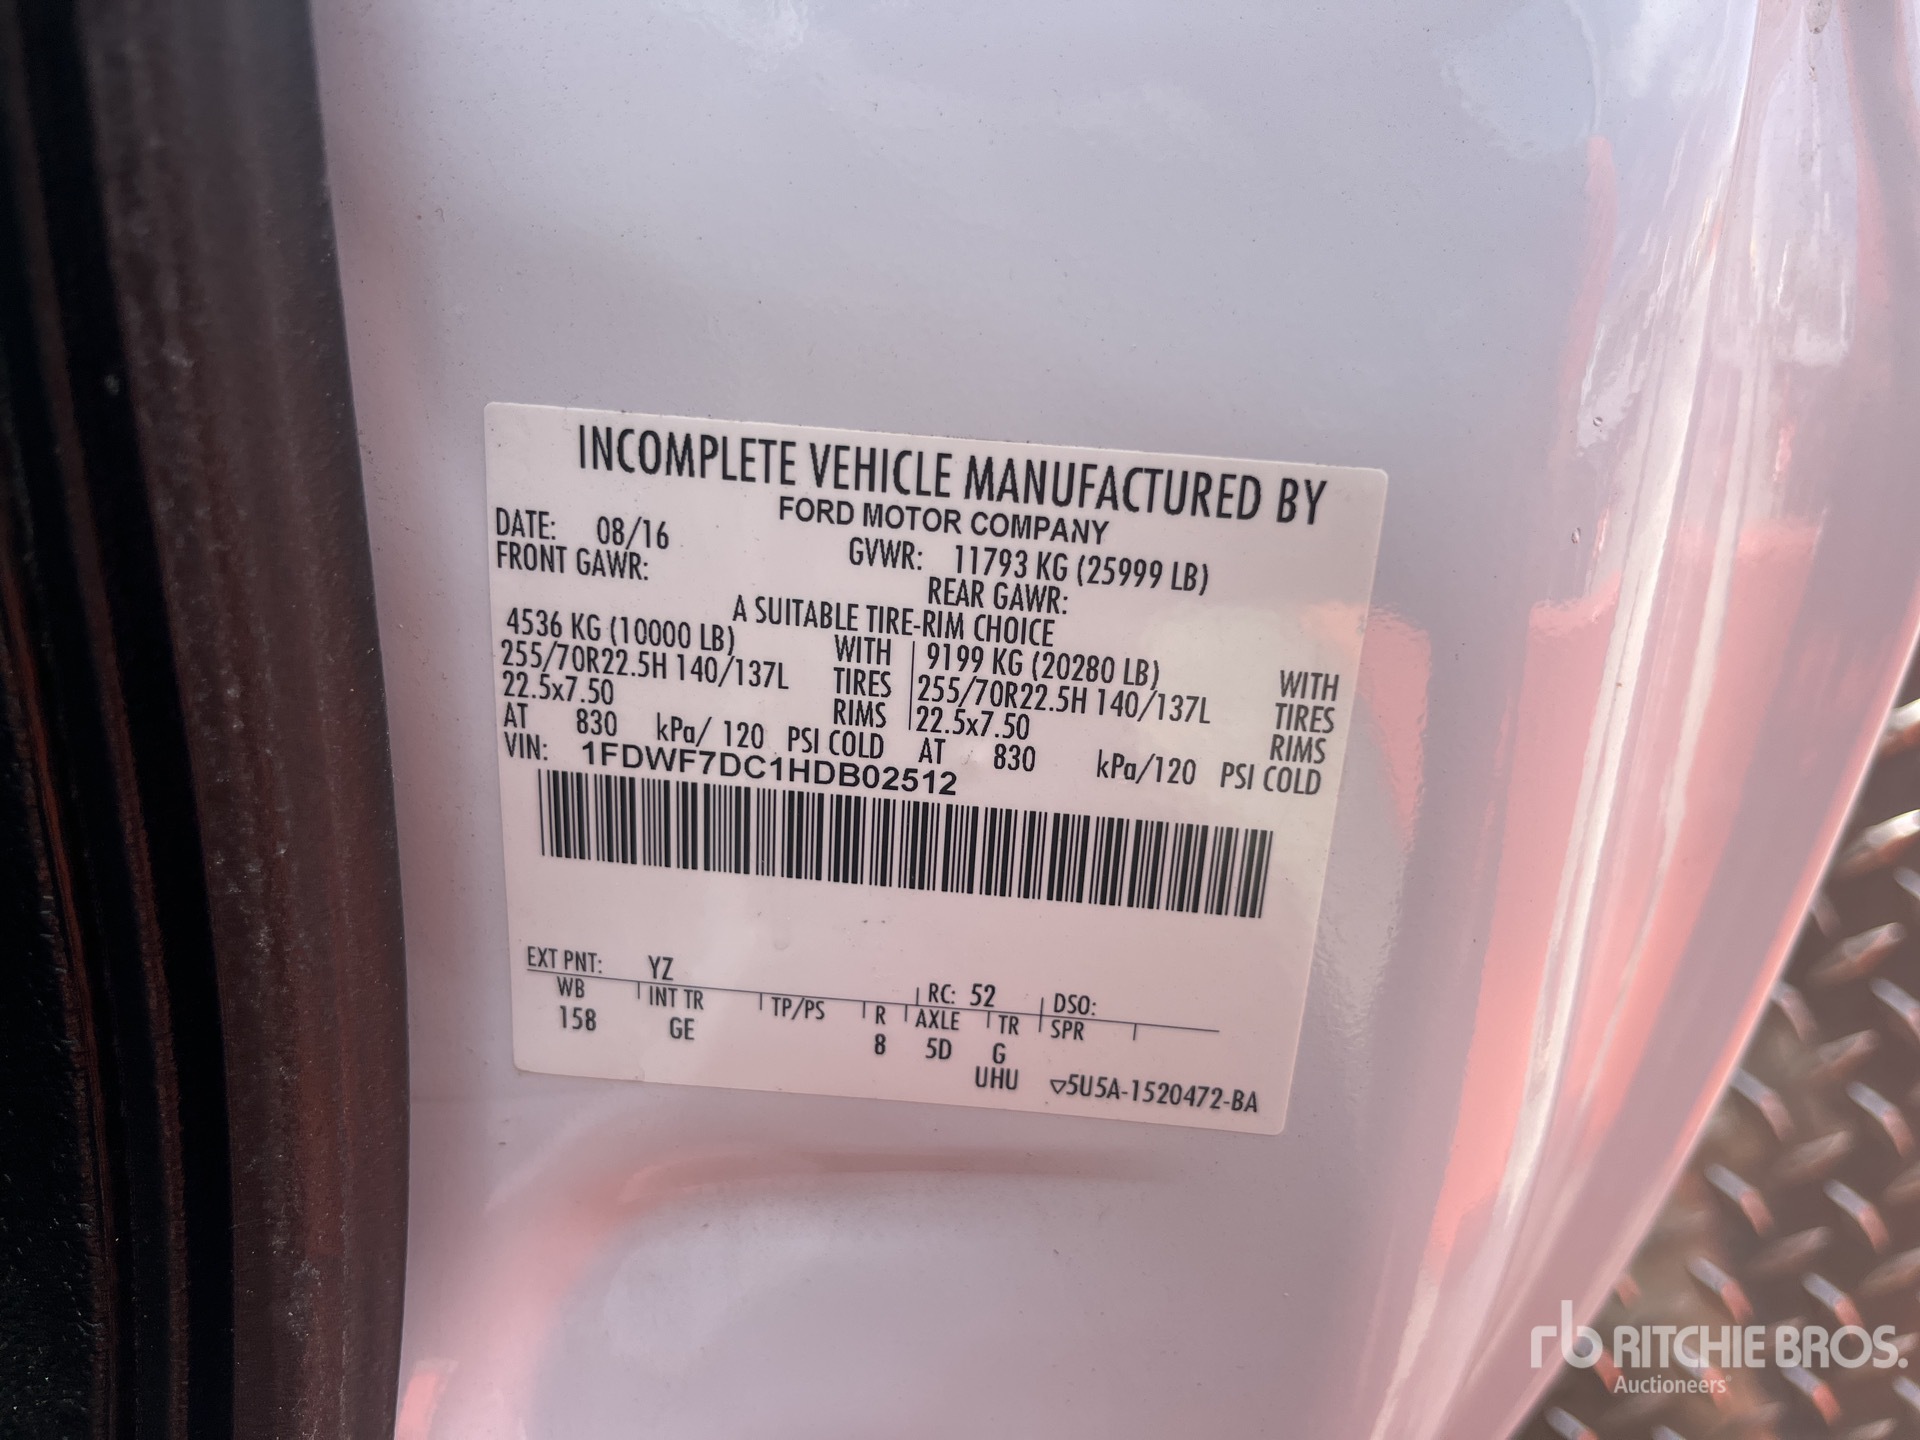 INCOMPLETE VEHICLE MANUFACTURED BY
FORD MOTOR COMPANY
DATE: 08/16 GVWR: 11793 KG (25999 LB)
FRONT GAWR: REAR GAWR:
A SUITABLE TIRE-RIM CHOICE
4536 KG (10000 LB) WITH 9199 KG (20280 LB) WITH
255/70R22.5H 140/137L TIRES 255/70R22.5H 140/137L TIRES
22.5x7.50 RIMS 22.5x7.50 RIMS
AT 830 kPa/ 120 PSI COLD AT 830 kPa/120 PSI COLD
VIN: 1FDWF7DC1HDB02512
EXT PNT: YZ RC: 52 DSO:
WB INT TR TP/PS R AXLE TR SPR
158 GE 8 5D G
UHU ▽5U5A-1520472-BA
rb RITCHIE BROS.
Auctioneers